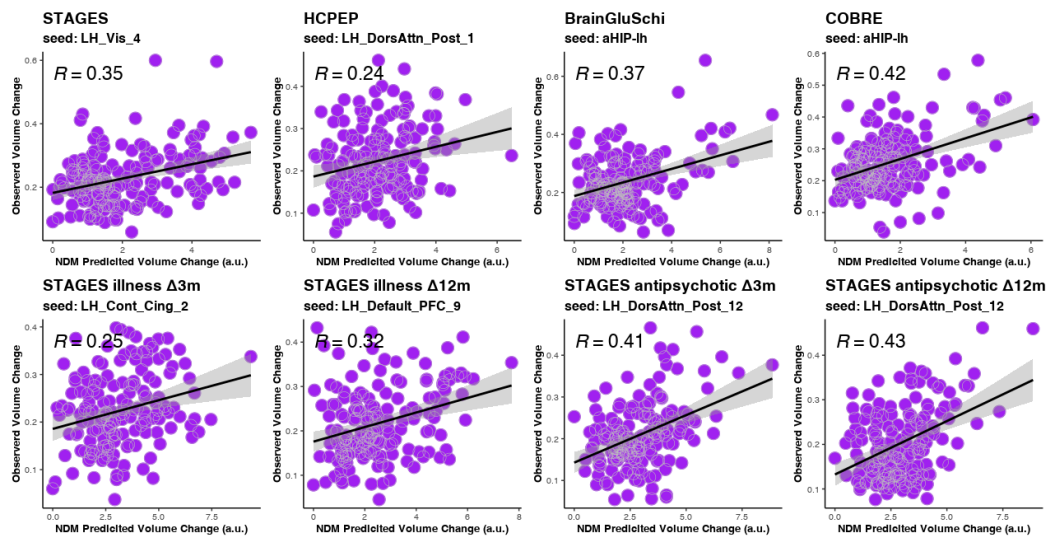 STAGES
seed: LH_Vis_4
R = 0.35
Observerd Volume Change
0.6
0.4
0.2
0
2
4
NDM Prediclted Volume Change (a.u.)
HCPEP
seed: LH_DorsAttn_Post_1
R = 0.24
Observerd Volume Change
0.4
0.3
0.2
0.1
0
2
4
6
NDM Prediclted Volume Change (a.u.)
BrainGluSchi
seed: aHIP-lh
R = 0.37
Observerd Volume Change
0.6
0.4
0.2
0
2
4
6
8
NDM Prediclted Volume Change (a.u.)
COBRE
seed: aHIP-lh
R = 0.42
Observerd Volume Change
0.6
0.5
0.4
0.3
0.2
0.1
0
2
4
6
NDM Prediclted Volume Change (a.u.)
STAGES illness Δ3m
seed: LH_Cont_Cing_2
R = 0.25
Observerd Volume Change
0.4
0.3
0.2
0.1
0.0
2.5
5.0
7.5
NDM Prediclted Volume Change (a.u.)
STAGES illness Δ12m
seed: LH_Default_PFC_9
R = 0.32
Observerd Volume Change
0.4
0.3
0.2
0.1
0
2
4
6
8
NDM Prediclted Volume Change (a.u.)
STAGES antipsychotic Δ3m
seed: LH_DorsAttn_Post_12
R = 0.41
Observerd Volume Change
0.4
0.3
0.2
0.1
0.0
2.5
5.0
7.5
NDM Prediclted Volume Change (a.u.)
STAGES antipshychotic Δ12m
seed: LH_DorsAttn_Post_12
R = 0.43
Observerd Volume Change
0.4
0.3
0.2
0.1
0.0
2.5
5.0
7.5
NDM Prediclted Volume Change (a.u.)